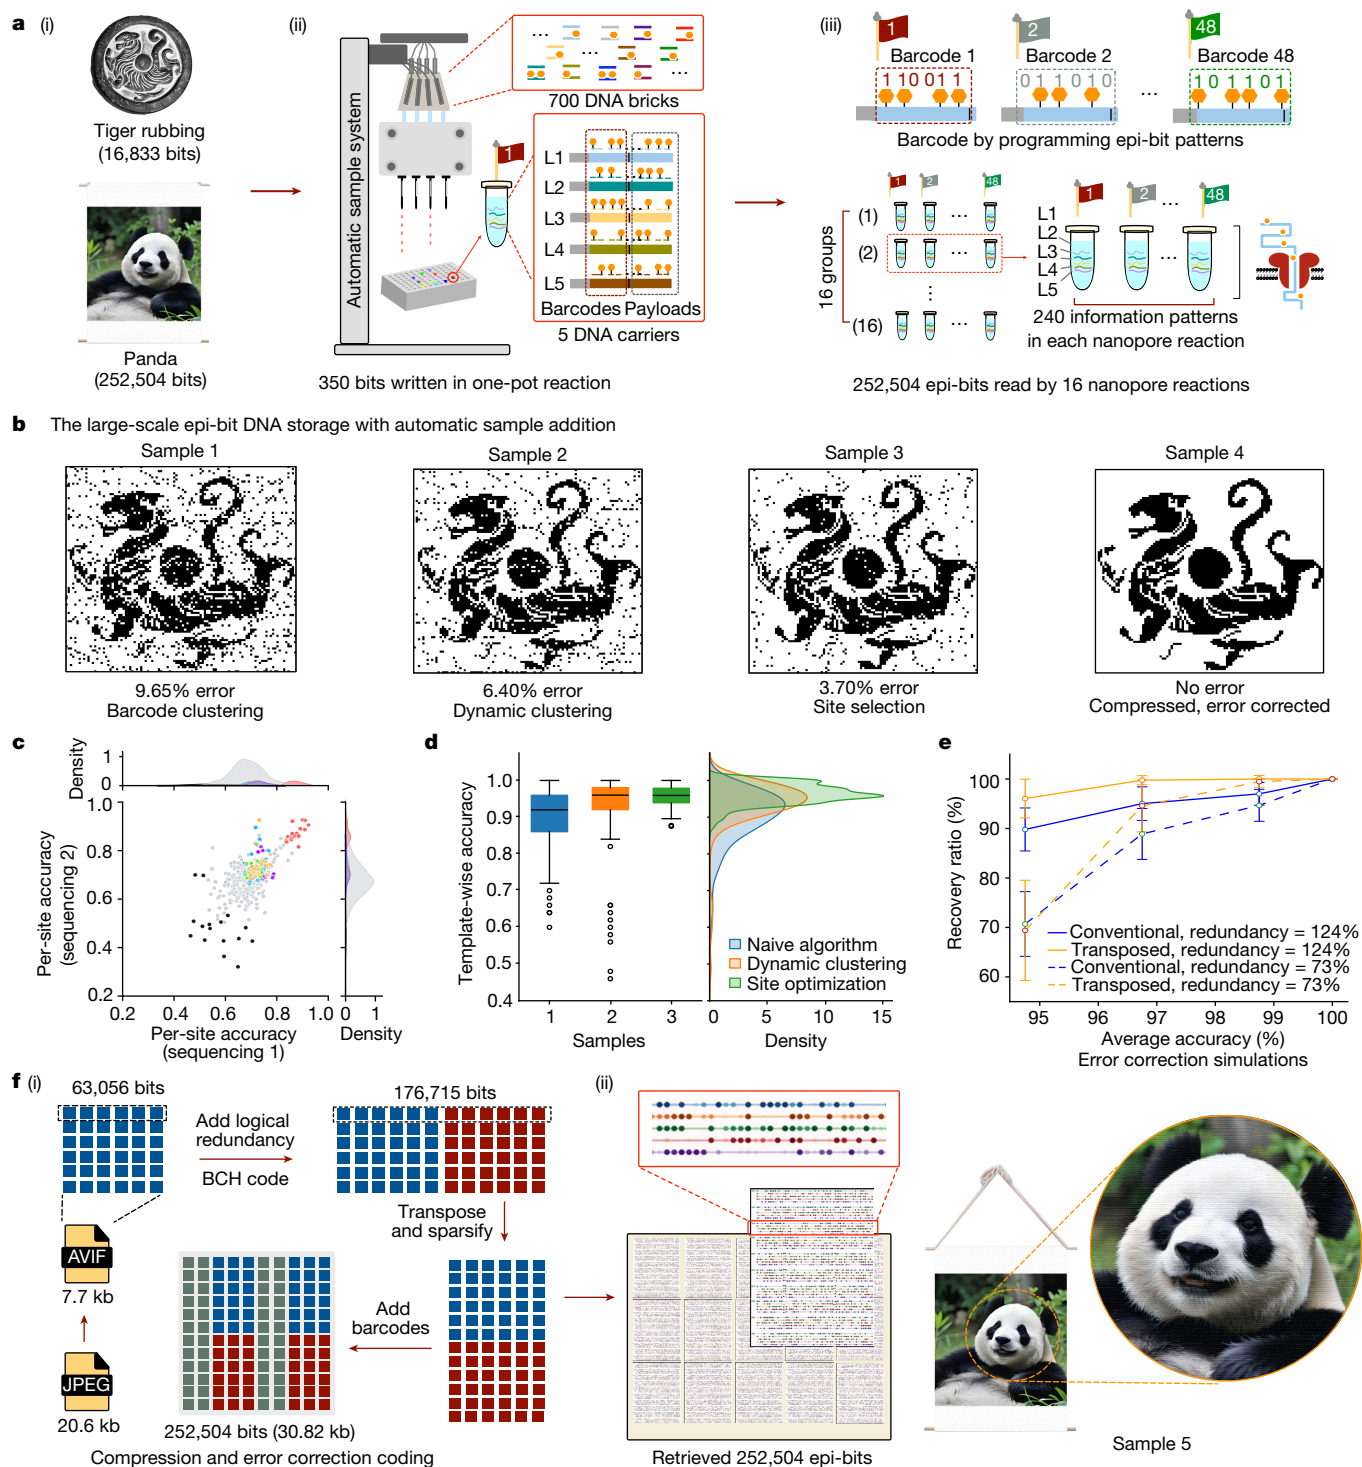 a (i)
Tiger rubbing
(16,833 bits)
Panda
(252,504 bits)
(ii)
Automatic sample system
700 DNA bricks
1
L1
L2
L3
L4
L5
Barcodes Payloads
5 DNA carriers
350 bits written in one-pot reaction
(iii)
1
2
48
Barcode 1
Barcode 2
Barcode 48
1 1 0 0 1 1
0 1 1 0 1 0
1 0 1 1 0 1
Barcode by programming epi-bit patterns
16 groups
1
2
48
(1)
(2)
(16)
1
2
48
L1
L2
L3
L4
L5
240 information patterns
in each nanopore reaction
252,504 epi-bits read by 16 nanopore reactions
b The large-scale epi-bit DNA storage with automatic sample addition
Sample 1
Sample 2
Sample 3
Sample 4
9.65% error
Barcode clustering
6.40% error
Dynamic clustering
3.70% error
Site selection
No error
Compressed, error corrected
c
Density
1
0
Per-site accuracy
(sequencing 2)
1.0
0.8
0.6
0.4
0.2
0.2
0.4
0.6
0.8
1.0
Per-site accuracy
(sequencing 1)
0
1
Density
d
Template-wise accuracy
1.0
0.9
0.8
0.7
0.6
0.5
0.4
1
2
3
Samples
Naive algorithm
Dynamic clustering
Site optimization
0
5
10
15
Density
e
Recovery ratio (%)
100
90
80
70
60
Conventional, redundancy = 124%
Transposed, redundancy = 124%
Conventional, redundancy = 73%
Transposed, redundancy = 73%
95
96
97
98
99
100
Average accuracy (%)
Error correction simulations
f (i)
63,056 bits
Add logical
redundancy
BCH code
176,715 bits
Transpose
and sparsify
AVIF
7.7 kb
JPEG
20.6 kb
Add
barcodes
252,504 bits (30.82 kb)
Compression and error correction coding
(ii)
Retrieved 252,504 epi-bits
Sample 5